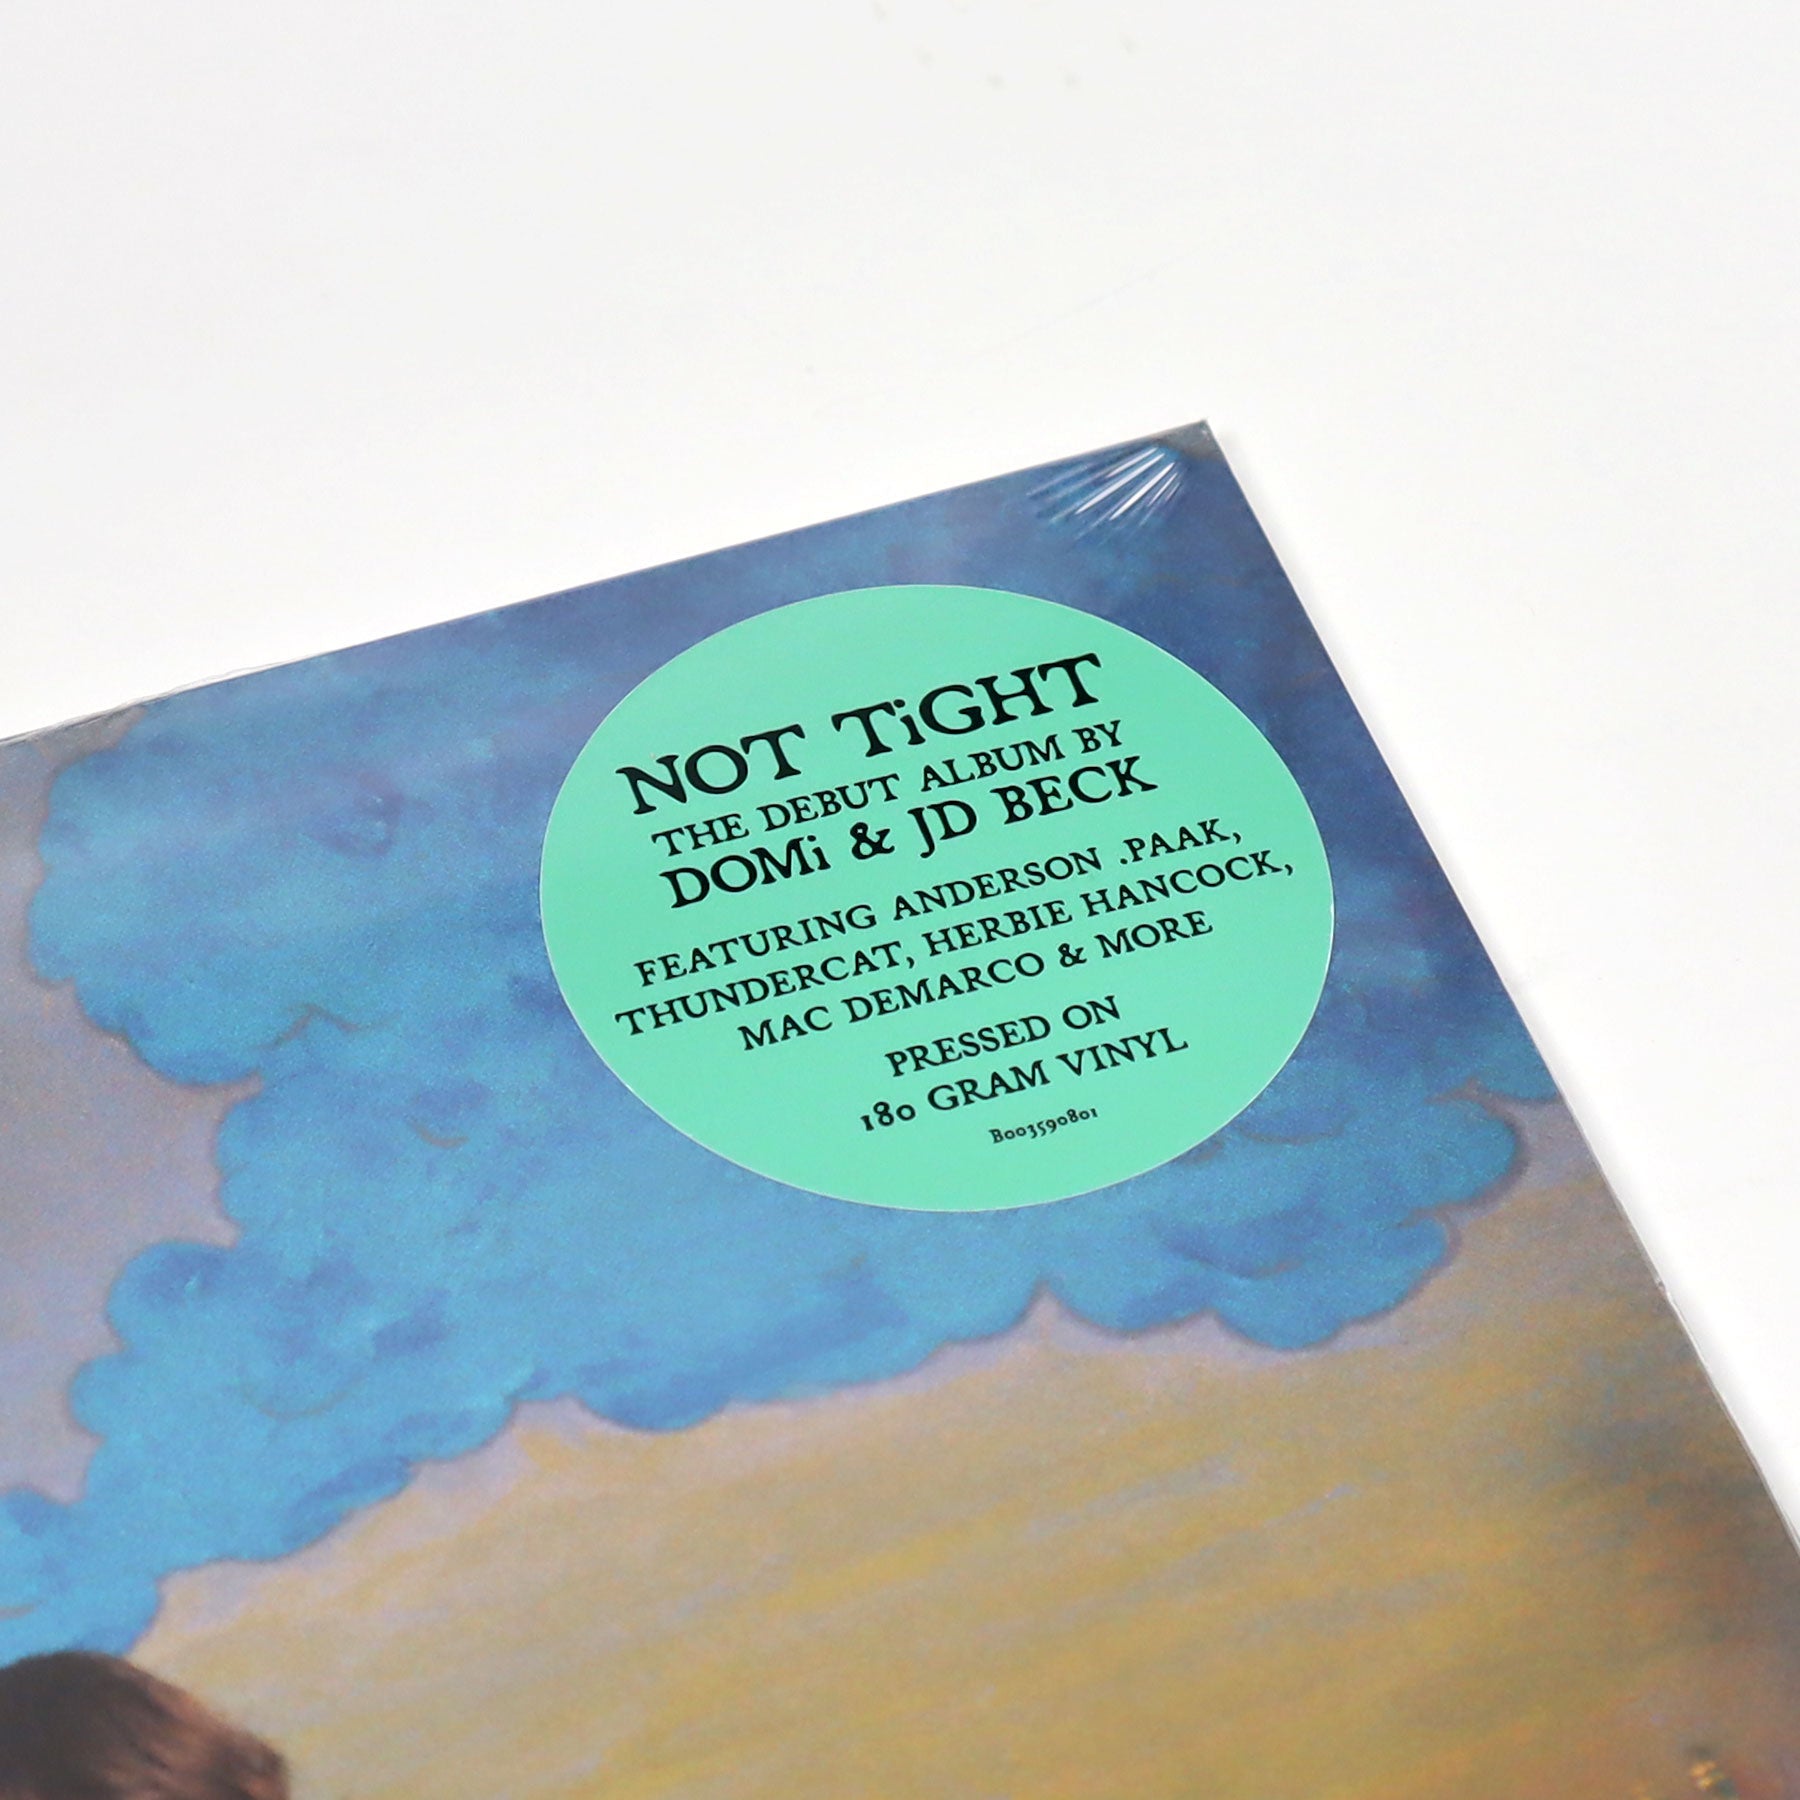 NOT TiGHT
THE DEBUT ALBUM BY
DOMi & JD BECK
FEATURING ANDERSON .PAAK,
THUNDERCAT, HERBIE HANCOCK,
MAC DEMARCO & MORE
PRESSED ON
180 GRAM VINYL
B003590801